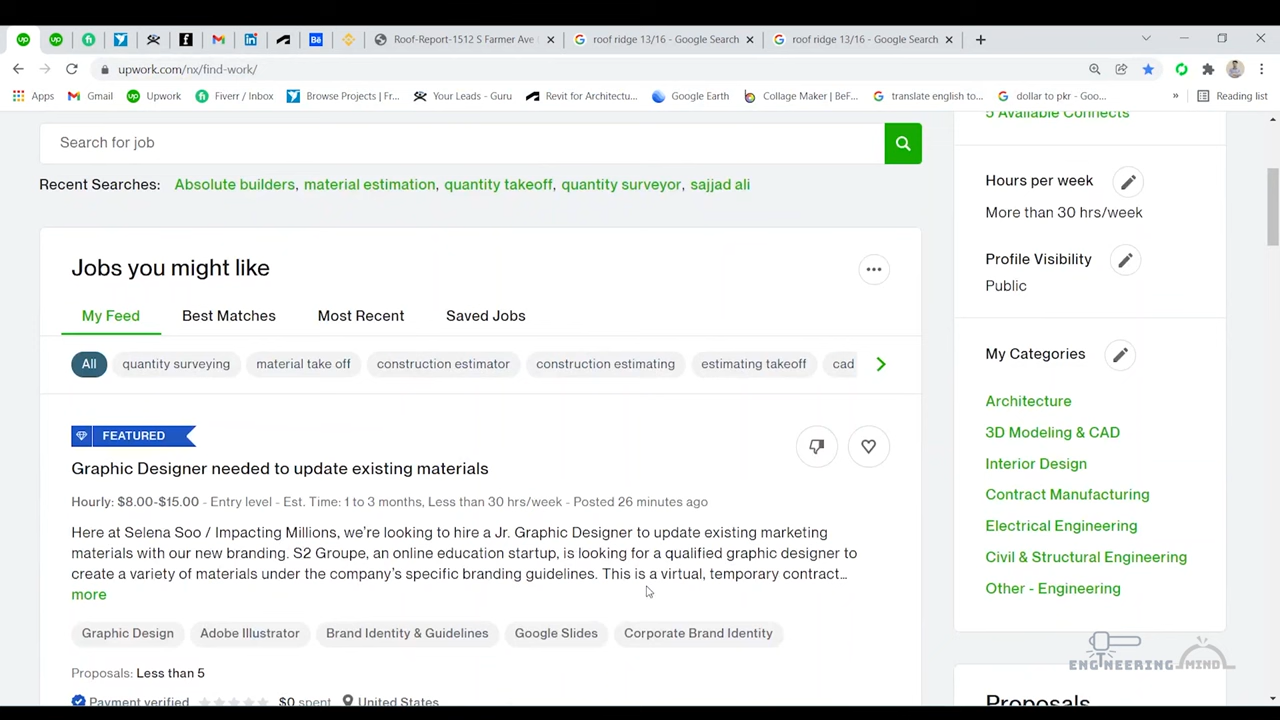 Roof-Report-1512 S Farmer Ave
roof ridge 13/16 - Google Search
roof ridge 13/16 - Google Search
upwork.com/nx/find-work/
Apps
Gmail
Upwork
Fiverr / Inbox
Browse Projects | Fr...
Your Leads - Guru
Revit for Architectu...
Google Earth
Collage Maker | BeF...
translate english to...
dollar to pkr - Goo...
»
Reading list
Search for job
Recent Searches: Absolute builders, material estimation, quantity takeoff, quantity surveyor, sajjad ali
Jobs you might like
My Feed
Best Matches
Most Recent
Saved Jobs
All
quantity surveying
material take off
construction estimator
construction estimating
estimating takeoff
cad
FEATURED
Graphic Designer needed to update existing materials
Hourly: $8.00-$15.00 - Entry level - Est. Time: 1 to 3 months, Less than 30 hrs/week - Posted 26 minutes ago
Here at Selena Soo / Impacting Millions, we're looking to hire a Jr. Graphic Designer to update existing marketing
materials with our new branding. S2 Groupe, an online education startup, is looking for a qualified graphic designer to
create a variety of materials under the company's specific branding guidelines. This is a virtual, temporary contract...
more
Graphic Design
Adobe Illustrator
Brand Identity & Guidelines
Google Slides
Corporate Brand Identity
Proposals: Less than 5
Payment verified
$0 spent
United States
5 Available Connects
Hours per week
More than 30 hrs/week
Profile Visibility
Public
My Categories
Architecture
3D Modeling & CAD
Interior Design
Contract Manufacturing
Electrical Engineering
Civil & Structural Engineering
Other - Engineering
ENGINEERING MIND
Proposals